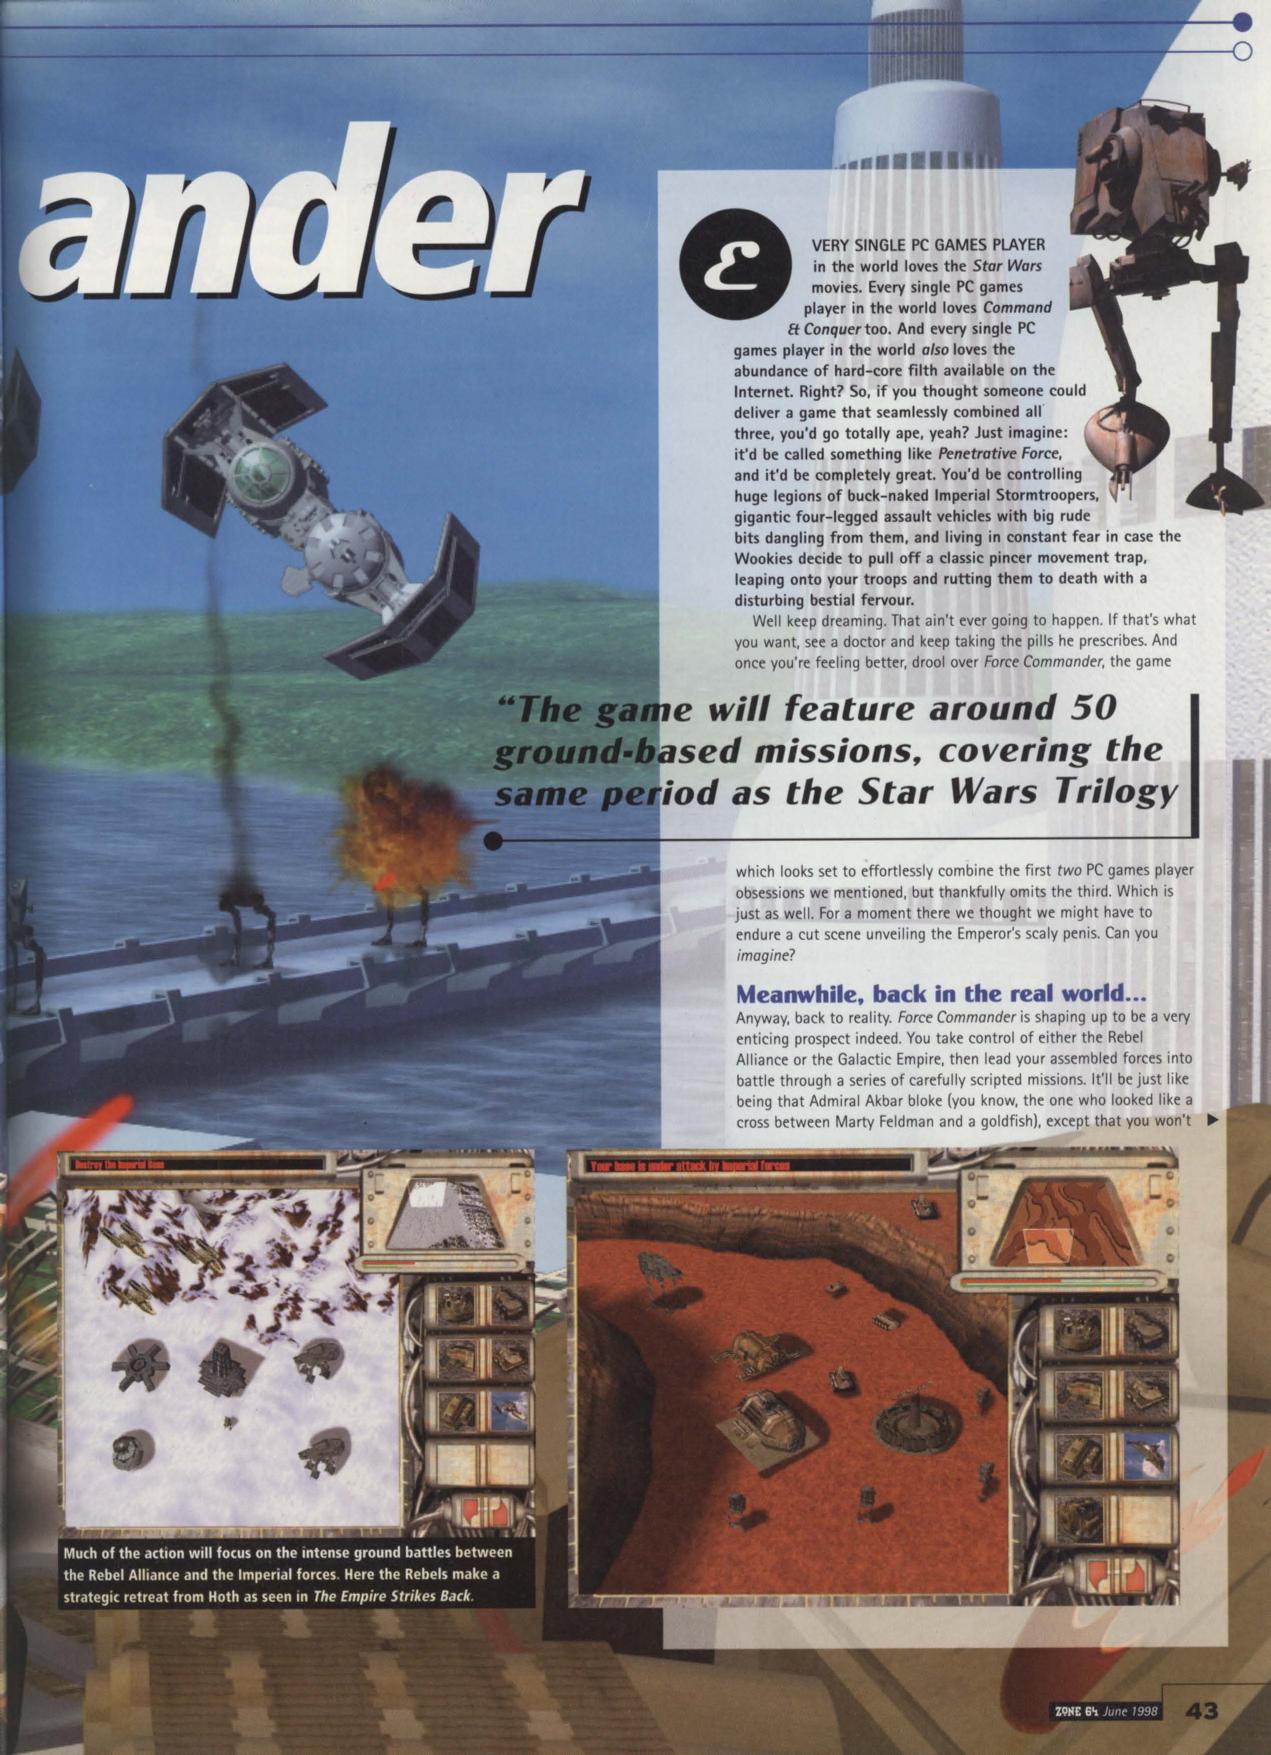 ander
EVERY SINGLE PC GAMES PLAYER
in the world loves the Star Wars
movies. Every single PC games
player in the world loves Command
& Conquer too. And every single PC
games player in the world also loves the
abundance of hard-core filth available on the
Internet. Right? So, if you thought someone could
deliver a game that seamlessly combined all
three, you'd go totally ape, yeah? Just imagine:
it'd be called something like Penetrative Force,
and it'd be completely great. You'd be controlling
huge legions of buck-naked Imperial Stormtroopers,
gigantic four-legged assault vehicles with big rude
bits dangling from them, and living in constant fear in case the
Wookies decide to pull off a classic pincer movement trap,
leaping onto your troops and rutting them to death with a
disturbing bestial fervour.
Well keep dreaming. That ain't ever going to happen. If that's what
you want, see a doctor and keep taking the pills he prescribes. And
once you're feeling better, drool over Force Commander, the game
"The game will feature around 50
ground-based missions, covering the
same period as the Star Wars Trilogy
which looks set to effortlessly combine the first two PC games player
obsessions we mentioned, but thankfully omits the third. Which is
just as well. For a moment there we thought we might have to
endure a cut scene unveiling the Emperor's scaly penis. Can you
imagine?
Meanwhile, back in the real world...
Anyway, back to reality. Force Commander is shaping up to be a very
enticing prospect indeed. You take control of either the Rebel
Alliance or the Galactic Empire, then lead your assembled forces into
battle through a series of carefully scripted missions. It'll be just like
being that Admiral Akbar bloke (you know, the one who looked like a
cross between Marty Feldman and a goldfish), except that you won't
Destroy the Imperial Base
Your base is under attack by Imperial forces
Much of the action will focus on the intense ground battles between
the Rebel Alliance and the Imperial forces. Here the Rebels make a
strategic retreat from Hoth as seen in The Empire Strikes Back.
ZONE 64 June 1998 43